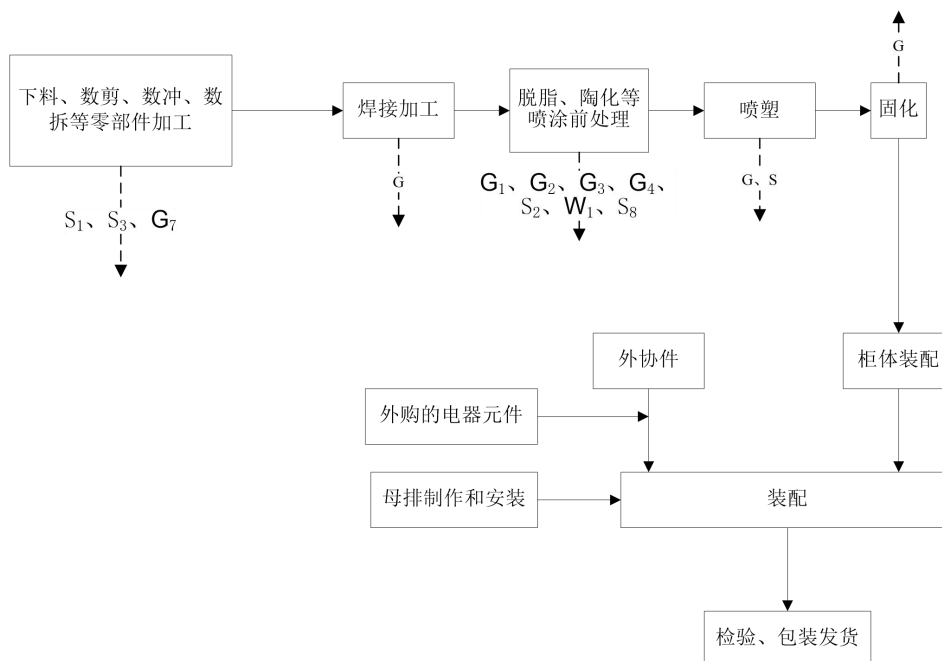 G
下料、数剪、数冲、数
拆等零部件加工
焊接加工
脱脂、陶化等
喷涂前处理
喷塑
固化
G
G₁、G₂、G₃、G₄、
S₂、W₁、S₈
G、S
S₁、S₃、G₇
外协件
柜体装配
外购的电器元件
母排制作和安装
装配
检验、包装发货